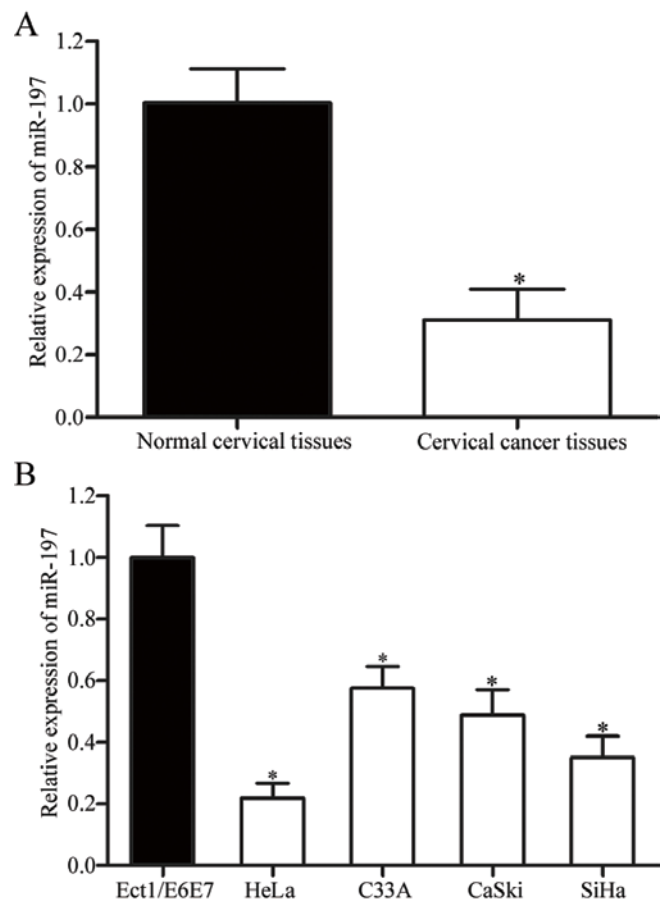 A
Relative expression of miR-197
1.2
1.0
0.8
0.6
0.4
0.2
0.0
*
Normal cervical tissues
Cervical cancer tissues
B
Relative expression of miR-197
1.2
1.0
0.8
0.6
0.4
0.2
0.0
*
*
*
*
Ect1/E6E7
HeLa
C33A
CaSki
SiHa